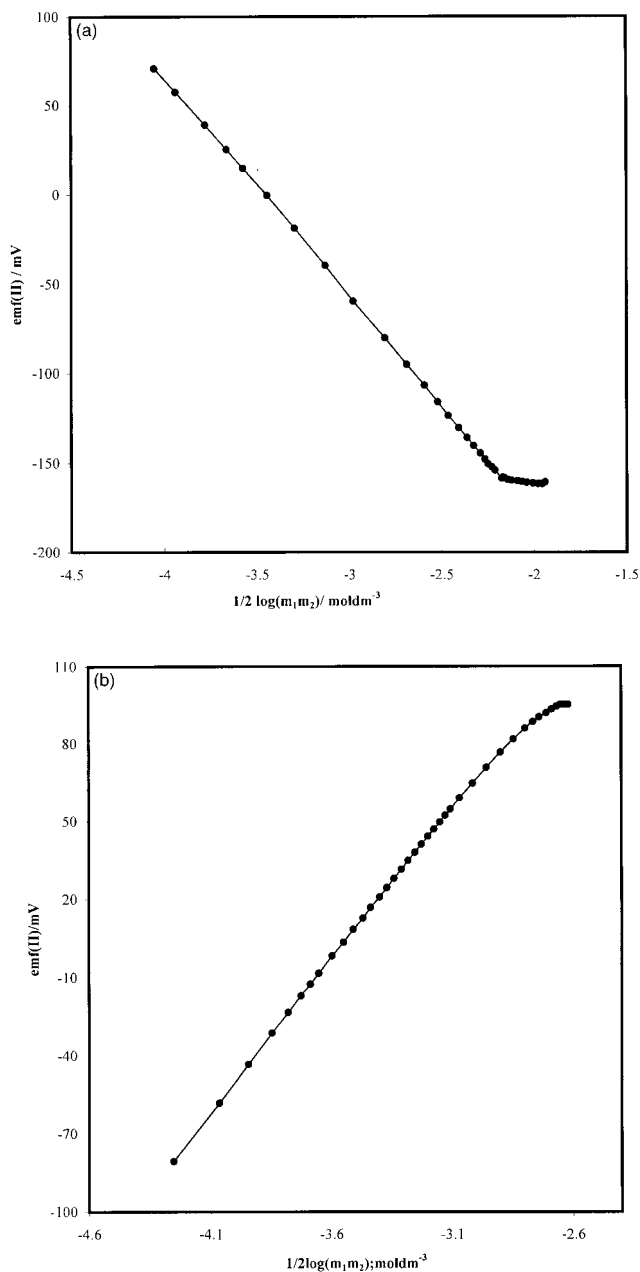 (a)
100
50
0
-50
-100
-150
-200
emf(II) / mV
-4.5 -4 -3.5 -3 -2.5 -2 -1.5
1/2 log(m₁m₂)/ moldm⁻³
(b)
110
80
50
20
-10
-40
-70
-100
emf(II)/mV
-4.6 -4.1 -3.6 -3.1 -2.6
1/2log(m₁m₂);moldm⁻³